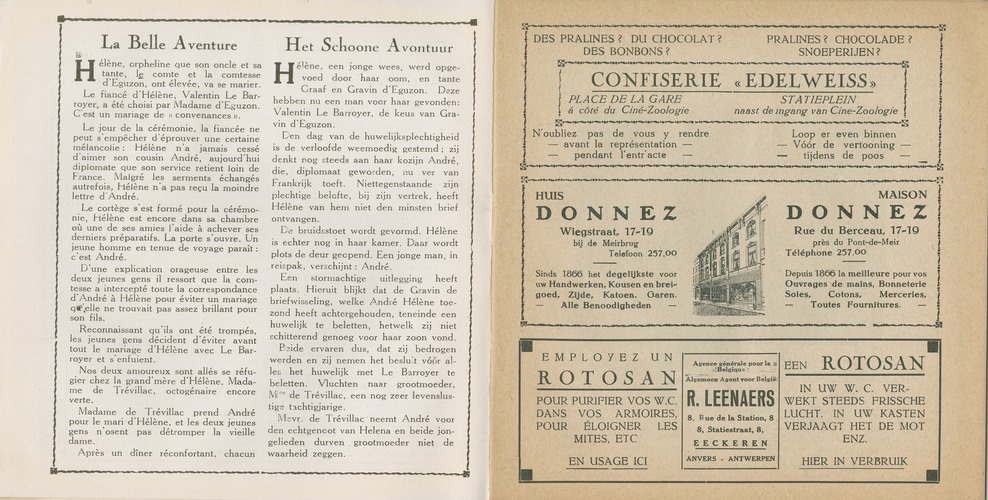 La Belle Aventure
Hélène, orpheline que son oncle et sa
tante, le comte et la comtesse
d'Eguzon, ont élevée, va se marier.
Le fiancé d'Hélène, Valentin Le Bar-
royer, a été choisi par Madame d'Eguzon.
C'est un mariage de « convenances ».
Le jour de la cérémonie, la fiancée ne
peut s'empêcher d'éprouver une certaine
mélancolie : Hélène n'a jamais cessé
d'aimer son cousin André, aujourd'hui
diplomate que son service retient loin de
France. Malgré les serments échangés
autrefois, Hélène n'a pas reçu la moindre
lettre d'André.
Le cortège s'est formé pour la cérémo-
nie, Hélène est encore dans sa chambre
où une de ses amies l'aide à achever ses
derniers préparatifs. La porte s'ouvre. Un
jeune homme en tenue de voyage paraît :
c'est André.
D'une explication orageuse entre les
deux jeunes gens il ressort que la com-
tesse a intercepté toute la correspondance
d'André à Hélène pour éviter un mariage
qu'elle ne trouvait pas assez brillant pour
son fils.
Reconnaissant qu'ils ont été trompés,
les jeunes gens décident d'éviter avant
tout le mariage d'Hélène avec Le Bar-
royer et s'enfuient.
Nos deux amoureux sont allés se réfu-
gier chez la grand'mère d'Hélène, Mada-
me de Trévillac, octogénaire encore
verte.
Madame de Trévillac prend André
pour le mari d'Hélène, et les deux jeunes
gens n'osent pas détromper la vieille
dame.
Après un dîner réconfortant, chacun
Het Schoone Avontuur
Hélène, een jonge wees, werd opge-
voed door haar oom, en tante
Graaf en Gravin d'Eguzon. Deze
hebben nu een man voor haar gevonden:
Valentin Le Barroyer, de keus van Gra-
vin d'Eguzon.
Den dag van de huwelijksplechtigheid
is de verloofde weemoedig gestemd ; zij
denkt nog steeds aan haar kozijn André,
die, diplomaat geworden, nu ver van
Frankrijk toeft. Niettegenstaande zijn
plechtige belofte, bij zijn vertrek, heeft
Hélène van hem niet den minsten brief
ontvangen.
De bruidsstoet wordt gevormd. Hélène
is echter nog in haar kamer. Daar wordt
plots de deur geopend. Een jonge man, in
reispak, verschijnt : André.
Een stormachtige uitlegging heeft
plaats. Hieruit blijkt dat de Gravin de
briefwisseling, welke André Hélène toe-
zond heeft achtergehouden, teneinde een
huwelijk te beletten, hetwelk zij niet
schitterend genoeg voor haar zoon vond.
Beide ervaren dus, dat zij bedrogen
werden en zij nemen het besluit vóór al-
les het huwelijk met Le Barroyer te
beletten. Vluchten naar grootmoeder,
Mme de Trévillac, een nog zeer levenslus-
tige tachtigjarige.
Mevr. de Trévillac neemt André voor
den echtgenoot van Helena en beide jon-
gelieden durven grootmoeder niet de
waarheid zeggen.
DES PRALINES ? DU CHOCOLAT ?
DES BONBONS ?
PRALINES ? CHOCOLADE ?
SNOEPERIJEN ?
CONFISERIE « EDELWEISS »
PLACE DE LA GARE
à côté du Ciné-Zoologie
STATIEPLEIN
naast de ingang van Cine-Zoologie
N'oubliez pas de vous y rendre
— avant la représentation —
— pendant l'entr'acte —
Loop er even binnen
— Vóór de vertooning —
— tijdens de poos —
HUIS
DONNEZ
Wiegstraat, 17-19
bij de Meirbrug
Telefoon 257.00
Sinds 1866 het degelijkste voor
uw Handwerken, Kousen en brei-
goed, Zijde, Katoen. Garen.
— Alle Benoodigheden —
MAISON
DONNEZ
Rue du Berceau, 17-19
près du Pont-de-Meir
Téléphone 257.00
Depuis 1866 la meilleure pour vos
Ouvrages de mains, Bonneterie
Soies, Cotons, Merceries,
— Toutes Fournitures. —
EMPLOYEZ UN
ROTOSAN
POUR PURIFIER VOS W.C.
DANS VOS ARMOIRES,
POUR ÉLOIGNER LES
MITES, ETC
EN USAGE ICI
Agence générale pour la
Belgique :
Algemeen Agent voor België:
R. LEENAERS
8, Rue de la Station, 8
8, Statiestraat, 8,
EECKEREN
ANVERS - ANTWERPEN
EEN ROTOSAN
IN UW W. C. VER-
WEKT STEEDS FRISSCHE
LUCHT. IN UW KASTEN
VERJAAGT HET DE MOT
ENZ.
HIER IN VERBRUIK